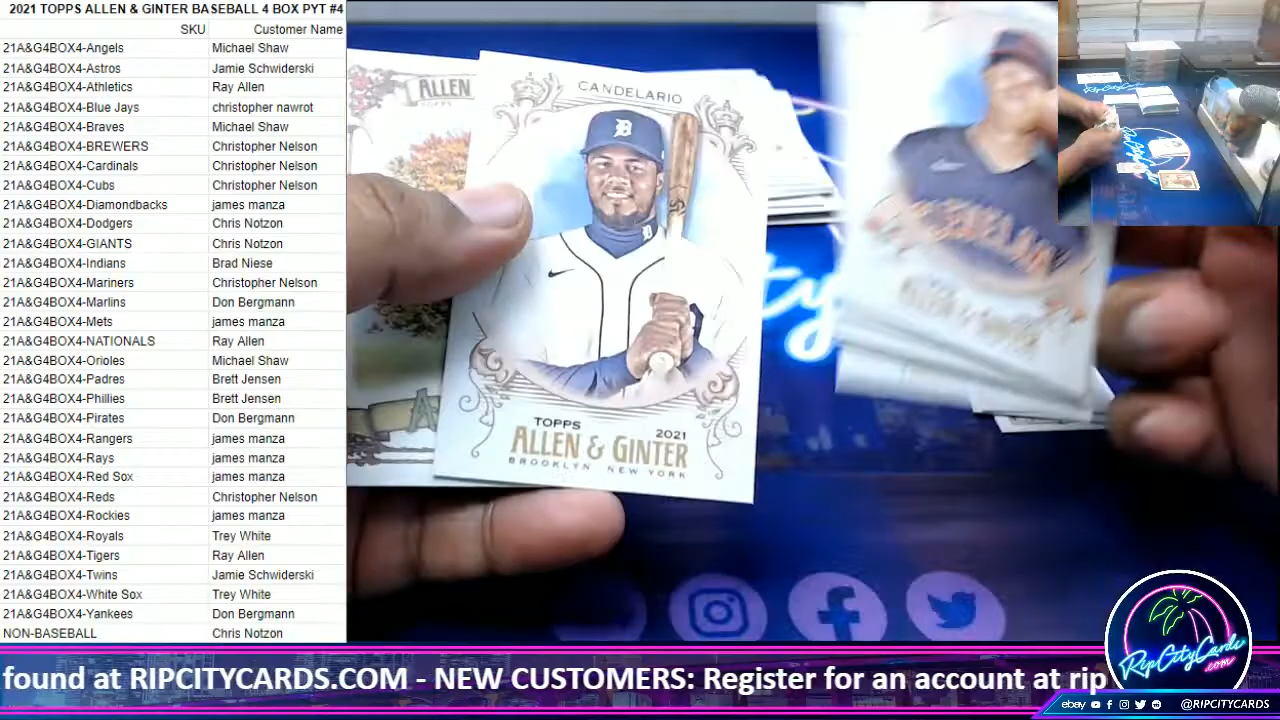 2021 TOPPS ALLEN & GINTER BASEBALL 4 BOX PYT #4
SKU Customer Name
21A&G4BOX4-Angels Michael Shaw
21A&G4BOX4-Astros Jamie Schwiderski
21A&G4BOX4-Athletics Ray Allen
21A&G4BOX4-Blue Jays christopher nawrot
21A&G4BOX4-Braves Michael Shaw
21A&G4BOX4-BREWERS Christopher Nelson
21A&G4BOX4-Cardinals Christopher Nelson
21A&G4BOX4-Cubs Christopher Nelson
21A&G4BOX4-Diamondbacks james manza
21A&G4BOX4-Dodgers Chris Notzon
21A&G4BOX4-GIANTS Chris Notzon
21A&G4BOX4-Indians Brad Niese
21A&G4BOX4-Mariners Christopher Nelson
21A&G4BOX4-Marlins Don Bergmann
21A&G4BOX4-Mets james manza
21A&G4BOX4-NATIONALS Ray Allen
21A&G4BOX4-Orioles Michael Shaw
21A&G4BOX4-Padres Brett Jensen
21A&G4BOX4-Phillies Brett Jensen
21A&G4BOX4-Pirates Don Bergmann
21A&G4BOX4-Rangers james manza
21A&G4BOX4-Rays james manza
21A&G4BOX4-Red Sox james manza
21A&G4BOX4-Reds Christopher Nelson
21A&G4BOX4-Rockies james manza
21A&G4BOX4-Royals Trey White
21A&G4BOX4-Tigers Ray Allen
21A&G4BOX4-Twins Jamie Schwiderski
21A&G4BOX4-White Sox Trey White
21A&G4BOX4-Yankees Don Bergmann
NON-BASEBALL Chris Notzon
ALLEN
TOPPS
CANDELARIO
TOPPS 2021
ALLEN & GINTER
BROOKLYN NEW YORK
ty
found at RIPCITYCARDS.COM - NEW CUSTOMERS: Register for an account at rip
RipCityCards
.com
ebay @RIPCITYCARDS